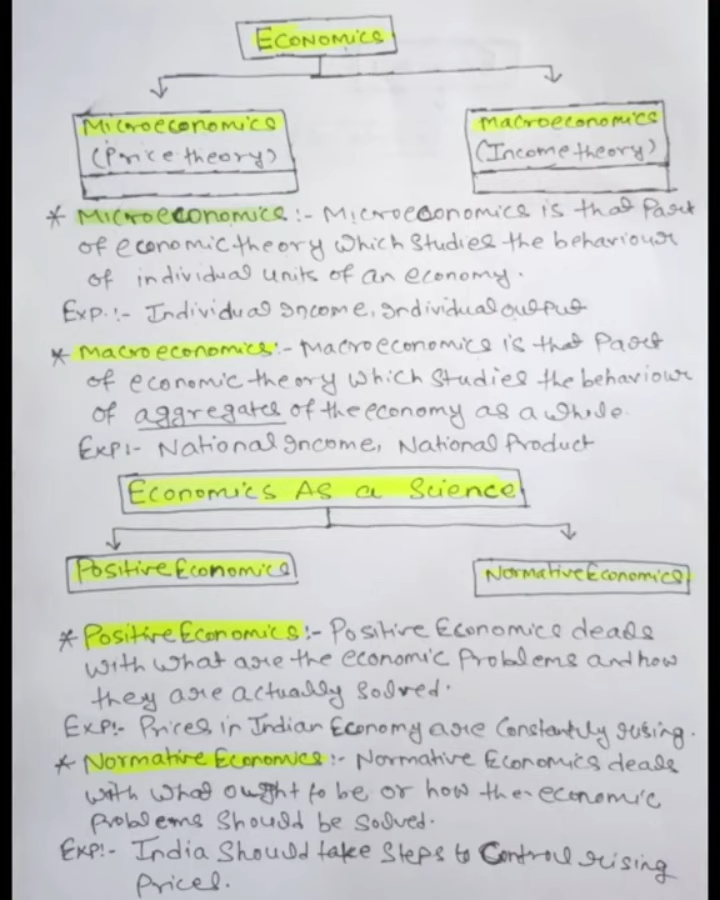 Economics
Microeconomics
(Price theory)
Macroeconomics
(Income theory)
* Microeconomics :- Microeconomics is that Part
of economic theory which studies the behaviour
of individual units of an economy.
Exp. :- Individual Income, Individual output
* Macroeconomics :- Macroeconomics is that Part
of economic theory which studies the behaviour
of aggregates of the economy as a whole.
Exp :- National Income, National Product
Economics As a Science
Positive Economics
Normative Economics
* Positive Economics :- Positive Economics deals
with what are the economic Problems and how
they are actually solved.
Exp :- Prices in Indian Economy are Constantly rising.
* Normative Economics :- Normative Economics deals
with what ought to be or how the economic
Problems Should be Solved.
Exp :- India Should take Steps to Control rising
Prices.